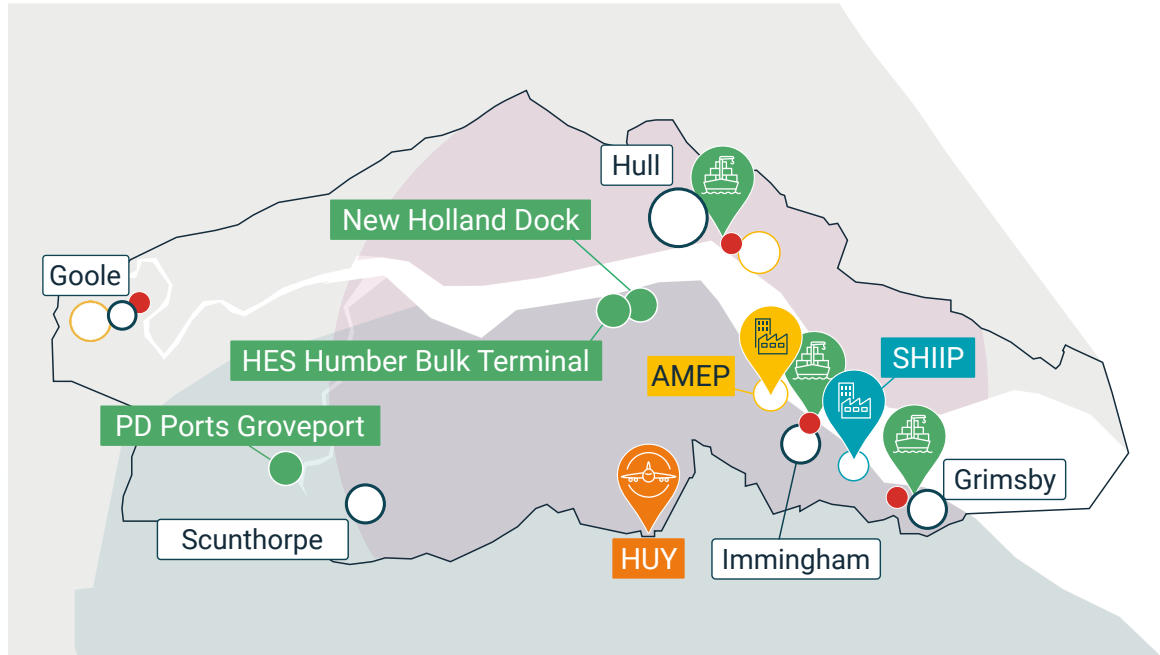 Hull
New Holland Dock
Goole
HES Humber Bulk Terminal
SHIIP
AMEP
PD Ports Groveport
Grimsby
Scunthorpe
HUY
Immingham